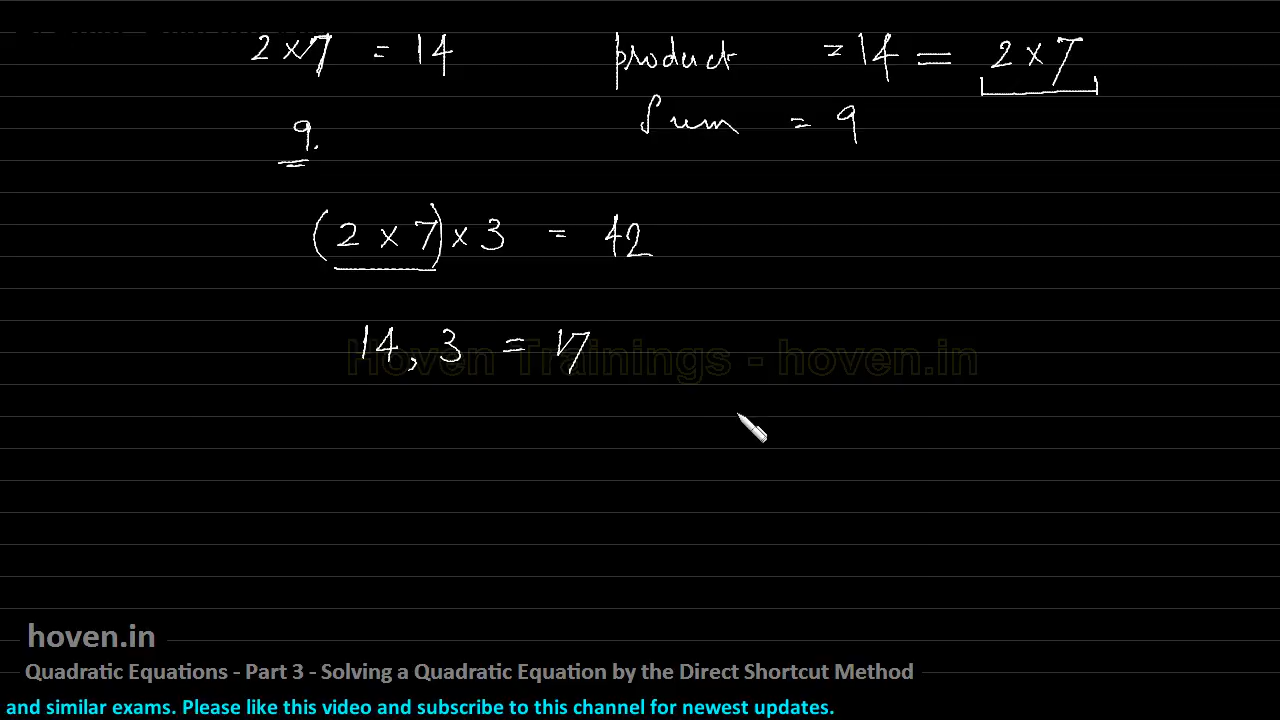 2 × 7 = 14 product = 14 = 2 × 7
9. Sum = 9
(2 × 7) × 3 = 42
14, 3 = 17
Hoven Trainings - hoven.in
hoven.in
Quadratic Equations - Part 3 - Solving a Quadratic Equation by the Direct Shortcut Method
and similar exams. Please like this video and subscribe to this channel for newest updates.